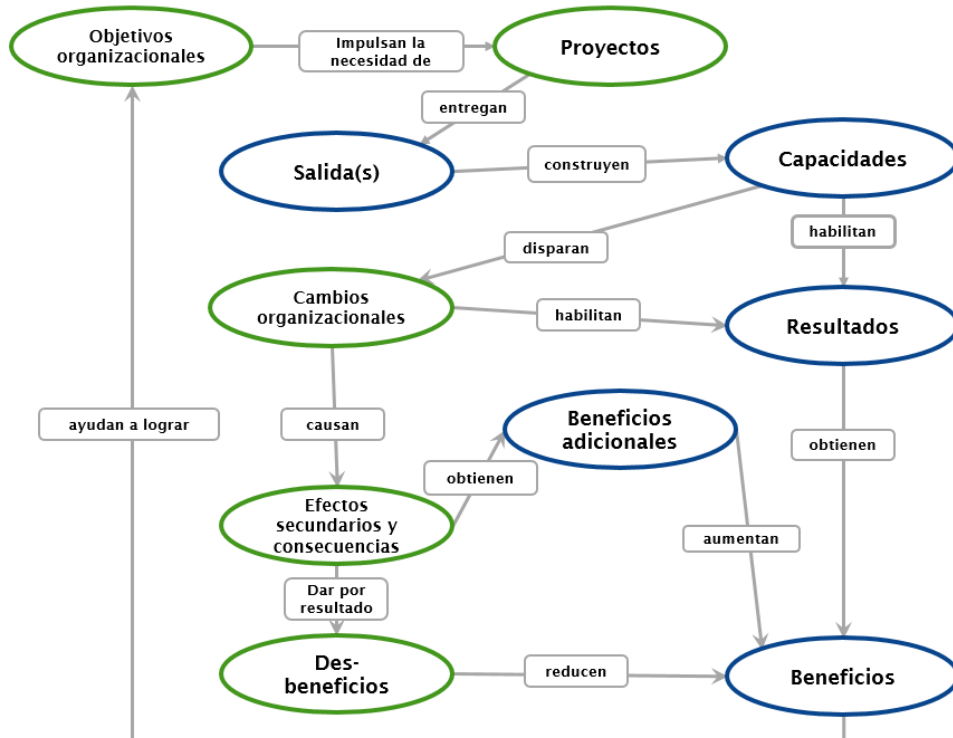 Objetivos
organizacionales
Impulsan la
necesidad de
Proyectos
entregan
Salida(s)
construyen
Capacidades
disparan
habilitan
Cambios
organizacionales
habilitan
Resultados
ayudan a lograr
causan
Beneficios
adicionales
obtienen
obtienen
Efectos
secundarios y
consecuencias
aumentan
Dar por
resultado
Des-
beneficios
reducen
Beneficios